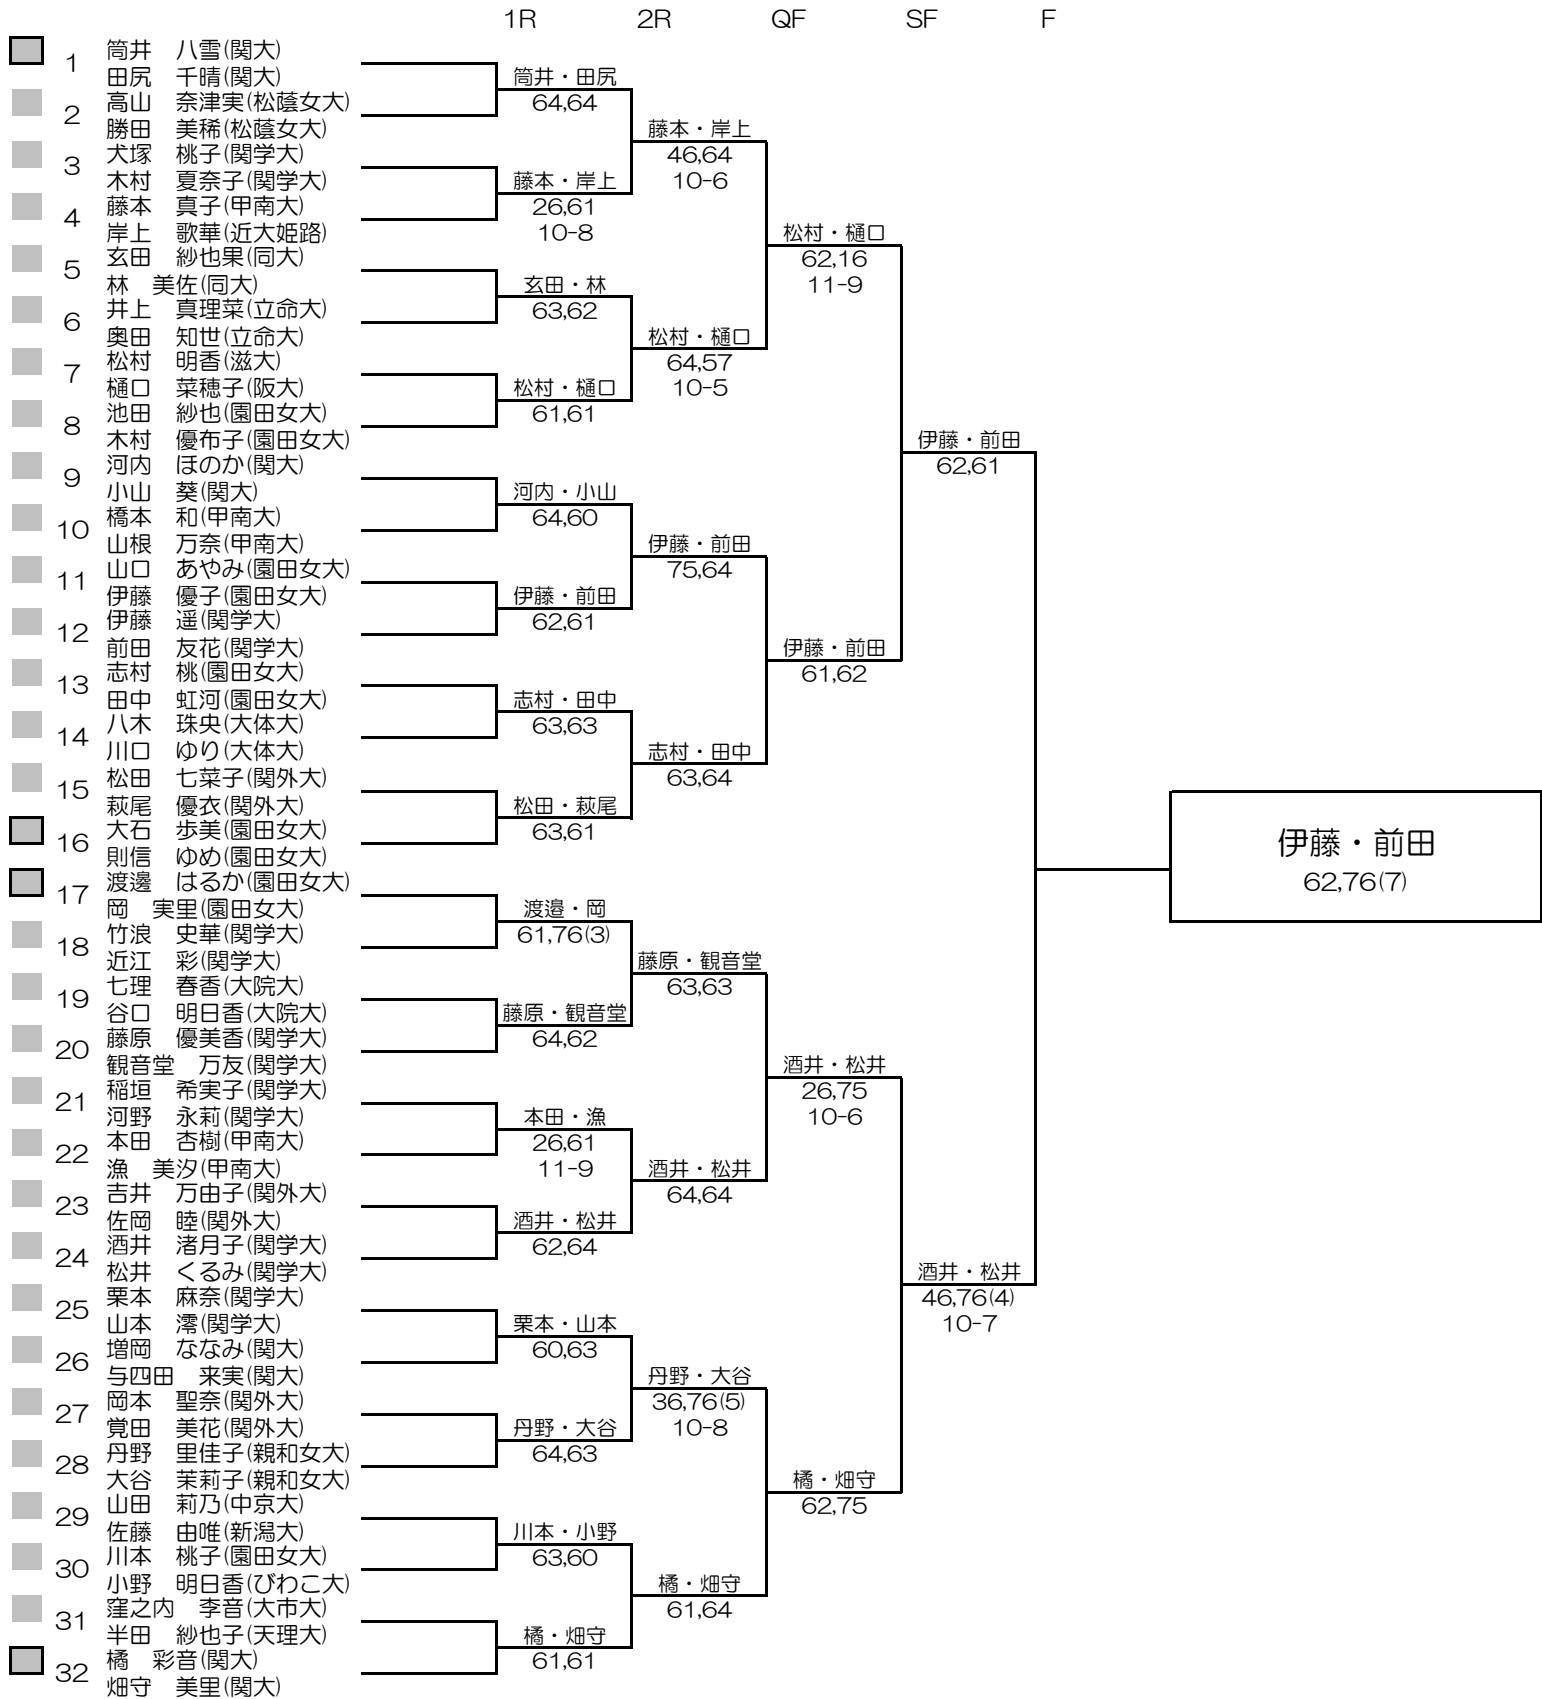 1R 2R QF SF F
1 筒井　八雪(関大)
田尻　千晴(関大)
2 高山　奈津実(松蔭女大)
勝田　美稀(松蔭女大)
3 犬塚　桃子(関学大)
木村　夏奈子(関学大)
4 藤本　真子(甲南大)
岸上　歌華(近大姫路)
5 玄田　紗也果(同大)
林　美佐(同大)
6 井上　真理菜(立命大)
奥田　知世(立命大)
7 松村　明香(滋大)
樋口　菜穂子(阪大)
8 池田　紗也(園田女大)
木村　優布子(園田女大)
9 河内　ほのか(関大)
小山　葵(関大)
10 橋本　和(甲南大)
山根　万奈(甲南大)
11 山口　あやみ(園田女大)
伊藤　優子(園田女大)
12 伊藤　遥(関学大)
前田　友花(関学大)
13 志村　桃(園田女大)
田中　虹河(園田女大)
14 八木　珠央(大体大)
川口　ゆり(大体大)
15 松田　七菜子(関外大)
萩尾　優衣(関外大)
16 大石　歩美(園田女大)
則信　ゆめ(園田女大)
17 渡邊　はるか(園田女大)
岡　実里(園田女大)
18 竹浪　史華(関学大)
近江　彩(関学大)
19 七理　春香(大院大)
谷口　明日香(大院大)
20 藤原　優美香(関学大)
観音堂　万友(関学大)
21 稲垣　希実子(関学大)
河野　永莉(関学大)
22 本田　杏樹(甲南大)
漁　美汐(甲南大)
23 吉井　万由子(関外大)
佐岡　睦(関外大)
24 酒井　渚月子(関学大)
松井　くるみ(関学大)
25 栗本　麻奈(関学大)
山本　澪(関学大)
26 増岡　ななみ(関大)
与四田　来実(関大)
27 岡本　聖奈(関外大)
覚田　美花(関外大)
28 丹野　里佳子(親和女大)
大谷　茉莉子(親和女大)
29 山田　莉乃(中京大)
佐藤　由唯(新潟大)
30 川本　桃子(園田女大)
小野　明日香(びわこ大)
31 窪之内　李音(大市大)
半田　紗也子(天理大)
32 橘　彩音(関大)
畑守　美里(関大)
筒井・田尻
64,64
藤本・岸上
26,61
10-8
玄田・林
63,62
松村・樋口
61,61
河内・小山
64,60
伊藤・前田
62,61
志村・田中
63,63
松田・萩尾
63,61
渡邉・岡
61,76(3)
藤原・観音堂
64,62
本田・漁
26,61
11-9
酒井・松井
62,64
栗本・山本
60,63
丹野・大谷
64,63
川本・小野
63,60
橘・畑守
61,61
藤本・岸上
46,64
10-6
松村・樋口
64,57
10-5
伊藤・前田
75,64
志村・田中
63,64
藤原・観音堂
63,63
酒井・松井
64,64
丹野・大谷
36,76(5)
10-8
橘・畑守
61,64
松村・樋口
62,16
11-9
伊藤・前田
61,62
酒井・松井
26,75
10-6
橘・畑守
62,75
伊藤・前田
62,61
酒井・松井
46,76(4)
10-7
伊藤・前田
62,76(7)